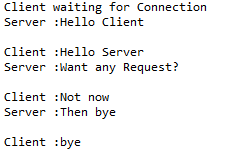 Client waiting for Connection
Server :Hello Client

Client :Hello Server
Server :Want any Request?

Client :Not now
Server :Then bye

Client :bye